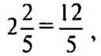 2 2/5 = 12/5,